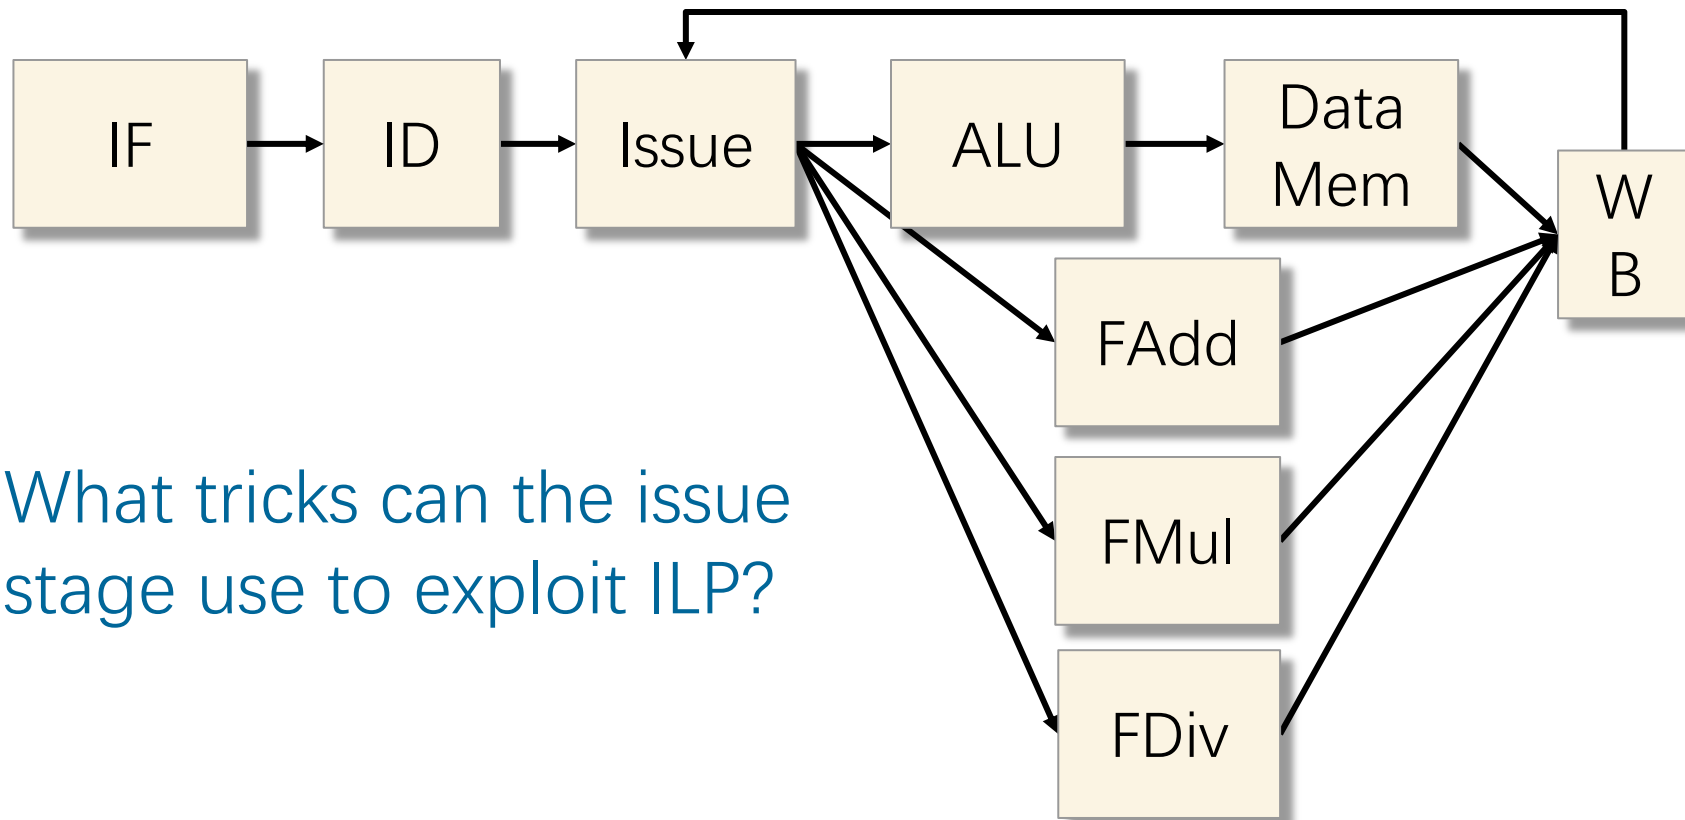 IF
ID
Issue
ALU
Data
Mem
W
B
FAdd
FMul
FDiv
What tricks can the issue
stage use to exploit ILP?